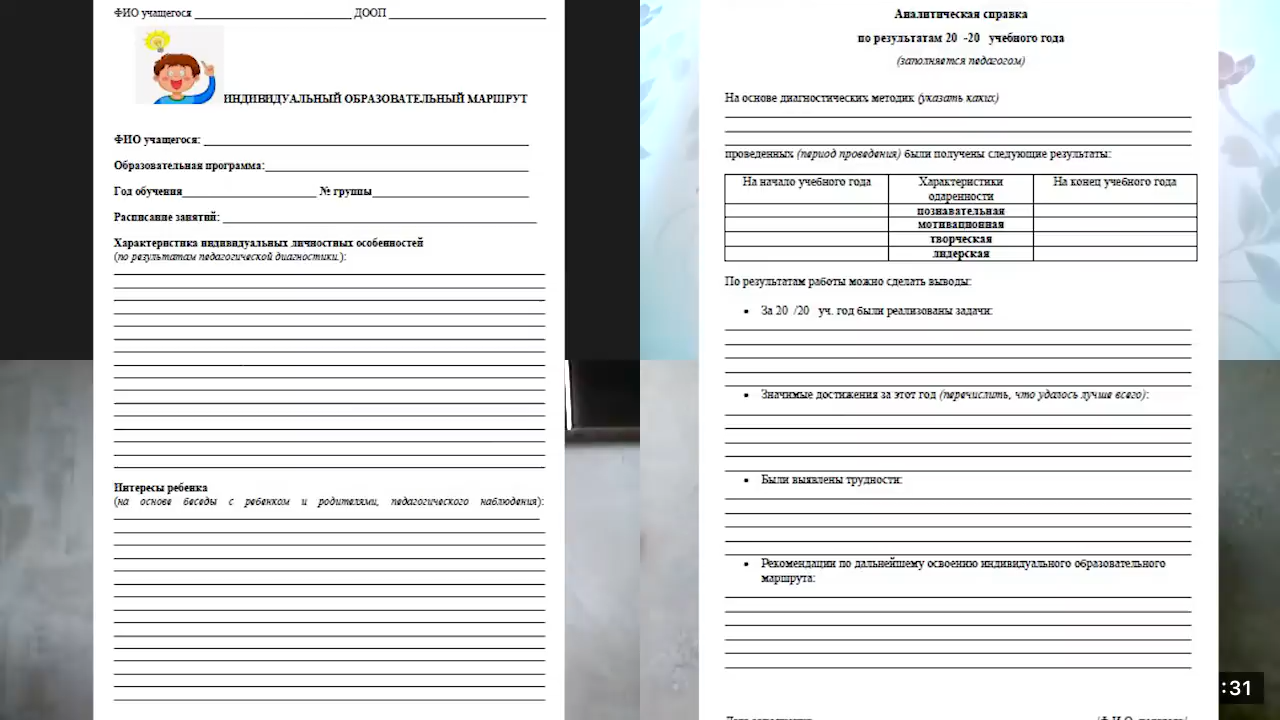 ФИО учащегося ДООП
ИНДИВИДУАЛЬНЫЙ ОБРАЗОВАТЕЛЬНЫЙ МАРШРУТ
ФИО учащегося:
Образовательная программа:
Год обучения № группы
Расписание занятий:
Характеристика индивидуальных личностных особенностей
(по результатам педагогической диагностики.):
Интересы ребенка
(на основе беседы с ребенком и родителями, педагогического наблюдения):
Аналитическая справка
по результатам 20 -20 учебного года
(заполняется педагогом)
На основе диагностических методик (указать каких)
проведенных (период проведения) были получены следующие результаты:
На начало учебного года Характеристики На конец учебного года
одаренности
познавательная
мотивационная
творческая
лидерская
По результатам работы можно сделать выводы:
• За 20 /20 уч. год были реализованы задачи:
• Значимые достижения за этот год (перечислить, что удалось лучше всего):
• Были выявлены трудности:
• Рекомендации по дальнейшему освоению индивидуального образовательного
маршрута:
:31